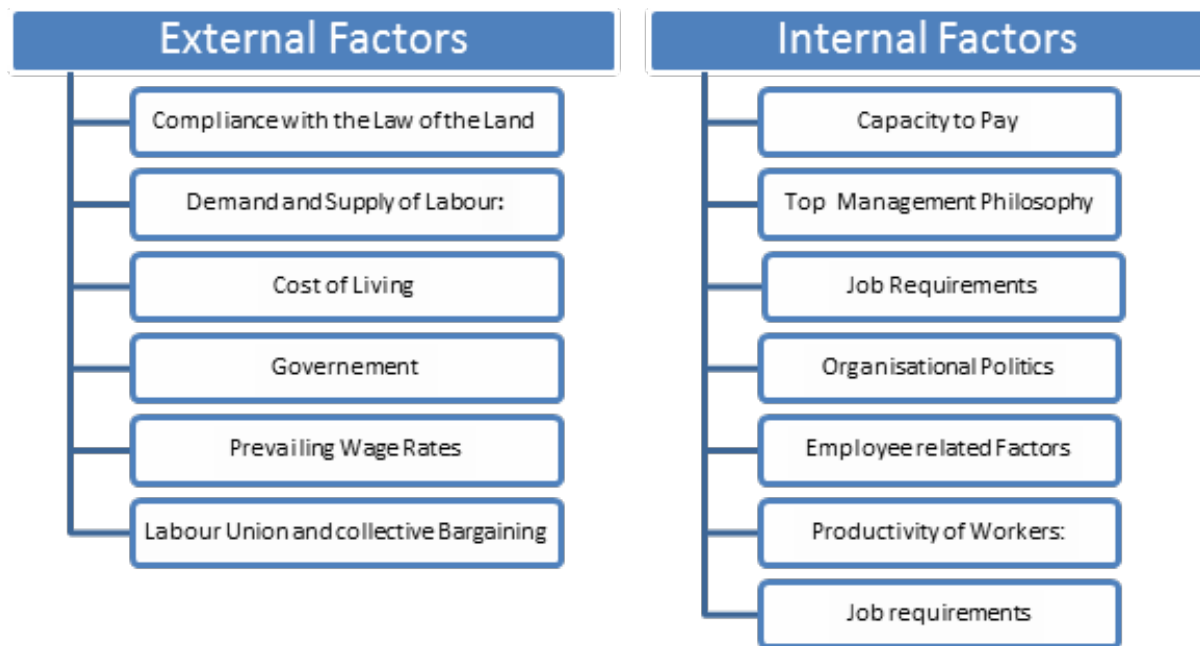 External Factors
Compliance with the Law of the Land
Demand and Supply of Labour:
Cost of Living
Governement
Prevailing Wage Rates
Labour Union and collective Bargaining
Internal Factors
Capacity to Pay
Top Management Philosophy
Job Requirements
Organisational Politics
Employee related Factors
Productivity of Workers:
Job requirements